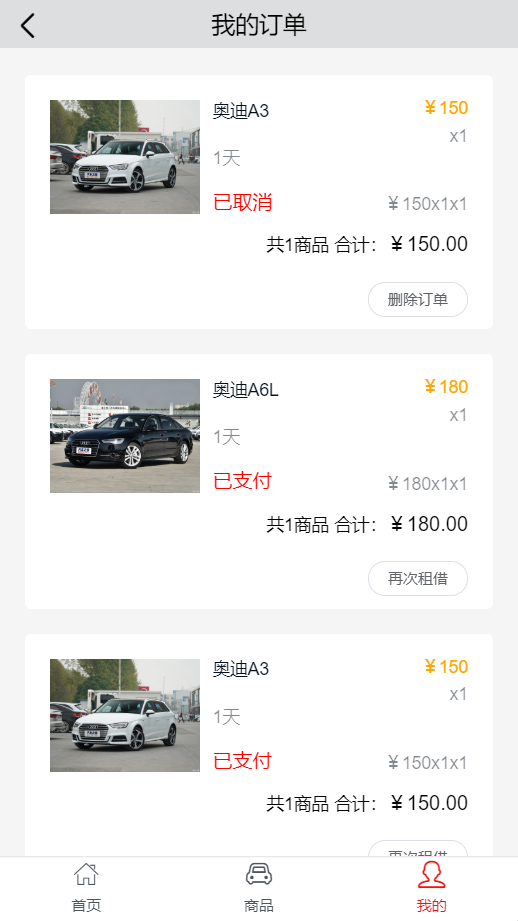 我的订单
奥迪A3
¥150
x1
1天
已取消
¥150x1x1
共1商品 合计：¥150.00
删除订单
奥迪A6L
¥180
x1
1天
已支付
¥180x1x1
共1商品 合计：¥180.00
再次租借
奥迪A3
¥150
x1
1天
已支付
¥150x1x1
共1商品 合计：¥150.00
再次租借
首页
商品
我的